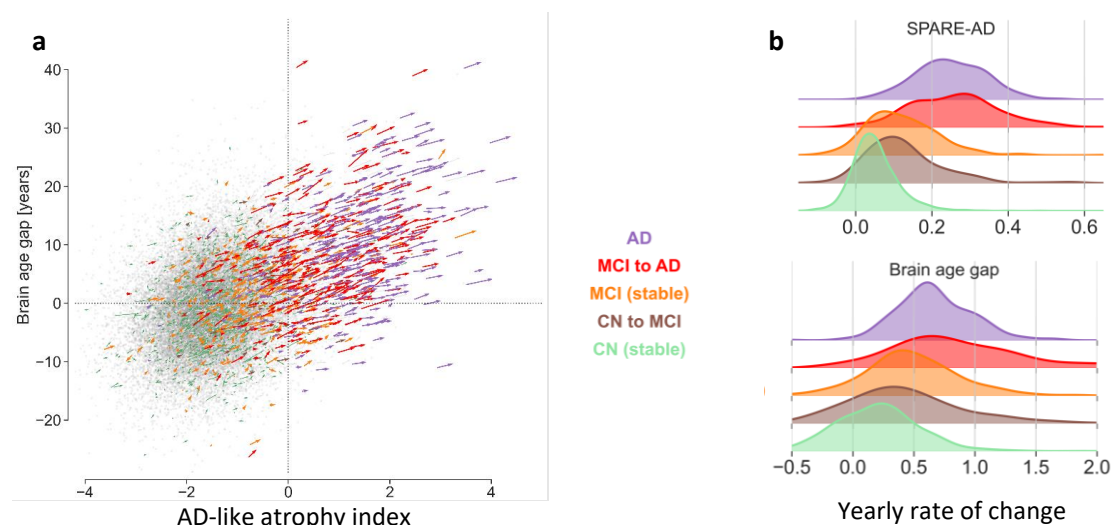 a
Brain age gap [years]
40
30
20
10
0
−10
−20
−4
−2
0
2
4
AD-like atrophy index
AD
MCI to AD
MCI (stable)
CN to MCI
CN (stable)
b
SPARE-AD
0.0
0.2
0.4
0.6
Brain age gap
−0.5
0.0
0.5
1.0
1.5
2.0
Yearly rate of change